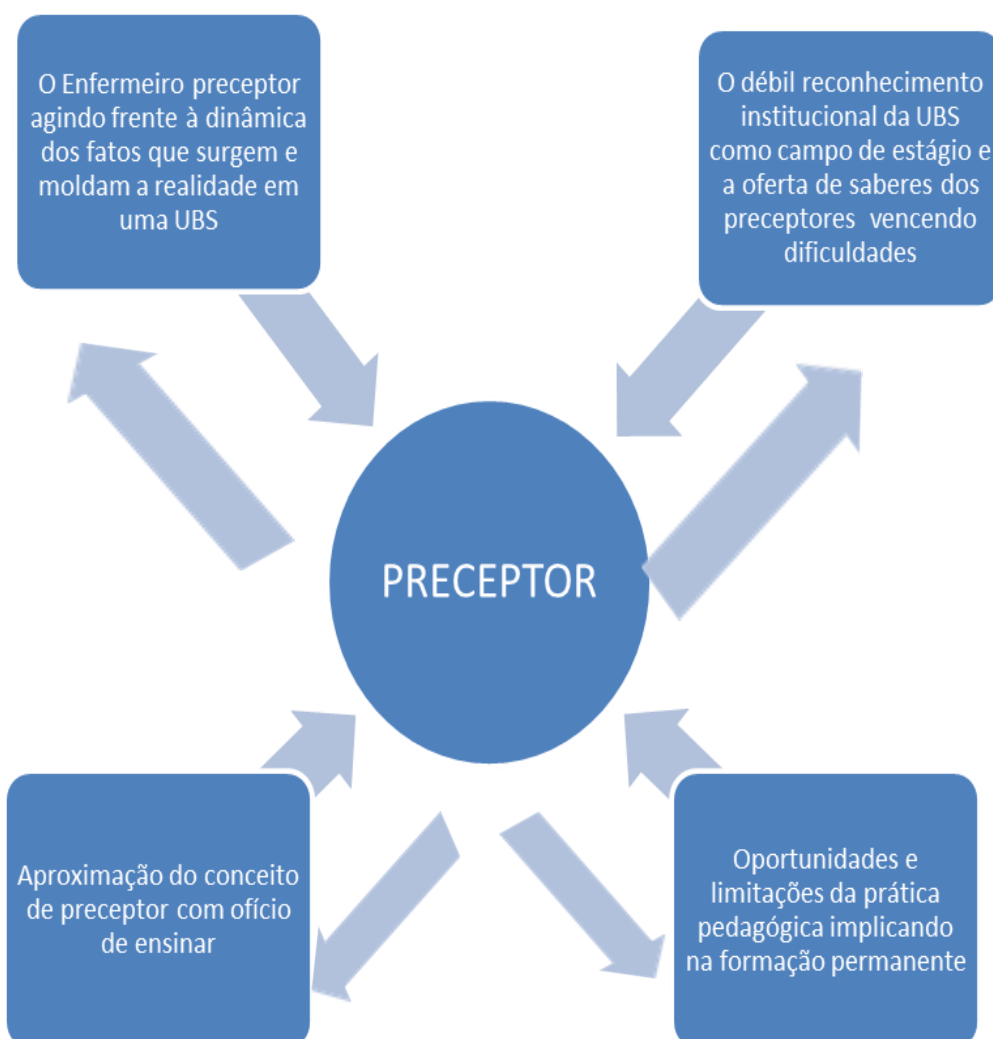 O Enfermeiro preceptor
agindo frente à dinâmica
dos fatos que surgem e
moldam a realidade em
uma UBS
O débil reconhecimento
institucional da UBS
como campo de estágio e
a oferta de saberes dos
preceptores vencendo
dificuldades
PRECEPTOR
Aproximação do conceito
de preceptor com ofício
de ensinar
Oportunidades e
limitações da prática
pedagógica implicando
na formação permanente